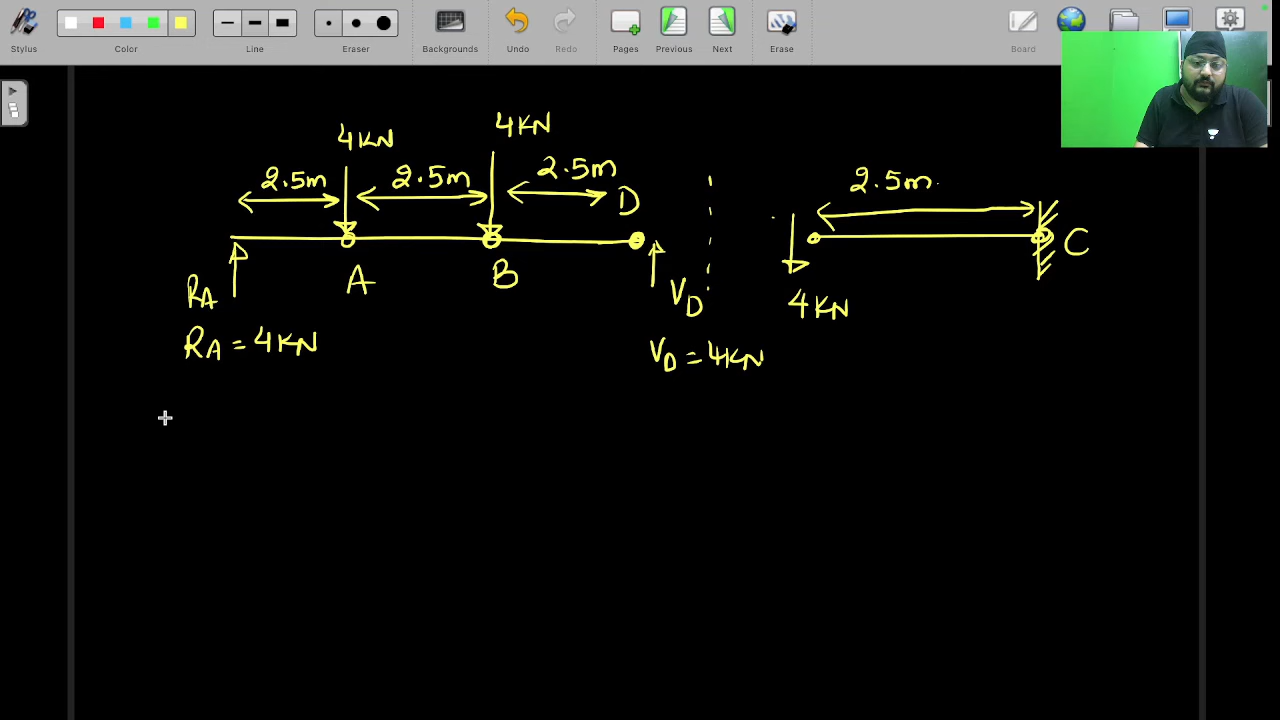 Stylus Color Line Eraser Backgrounds Undo Redo Pages Previous Next Erase Board
4KN 4KN
2.5m 2.5m 2.5m 2.5m
D
A B C
RA VD 4KN
RA = 4KN VD = 4KN